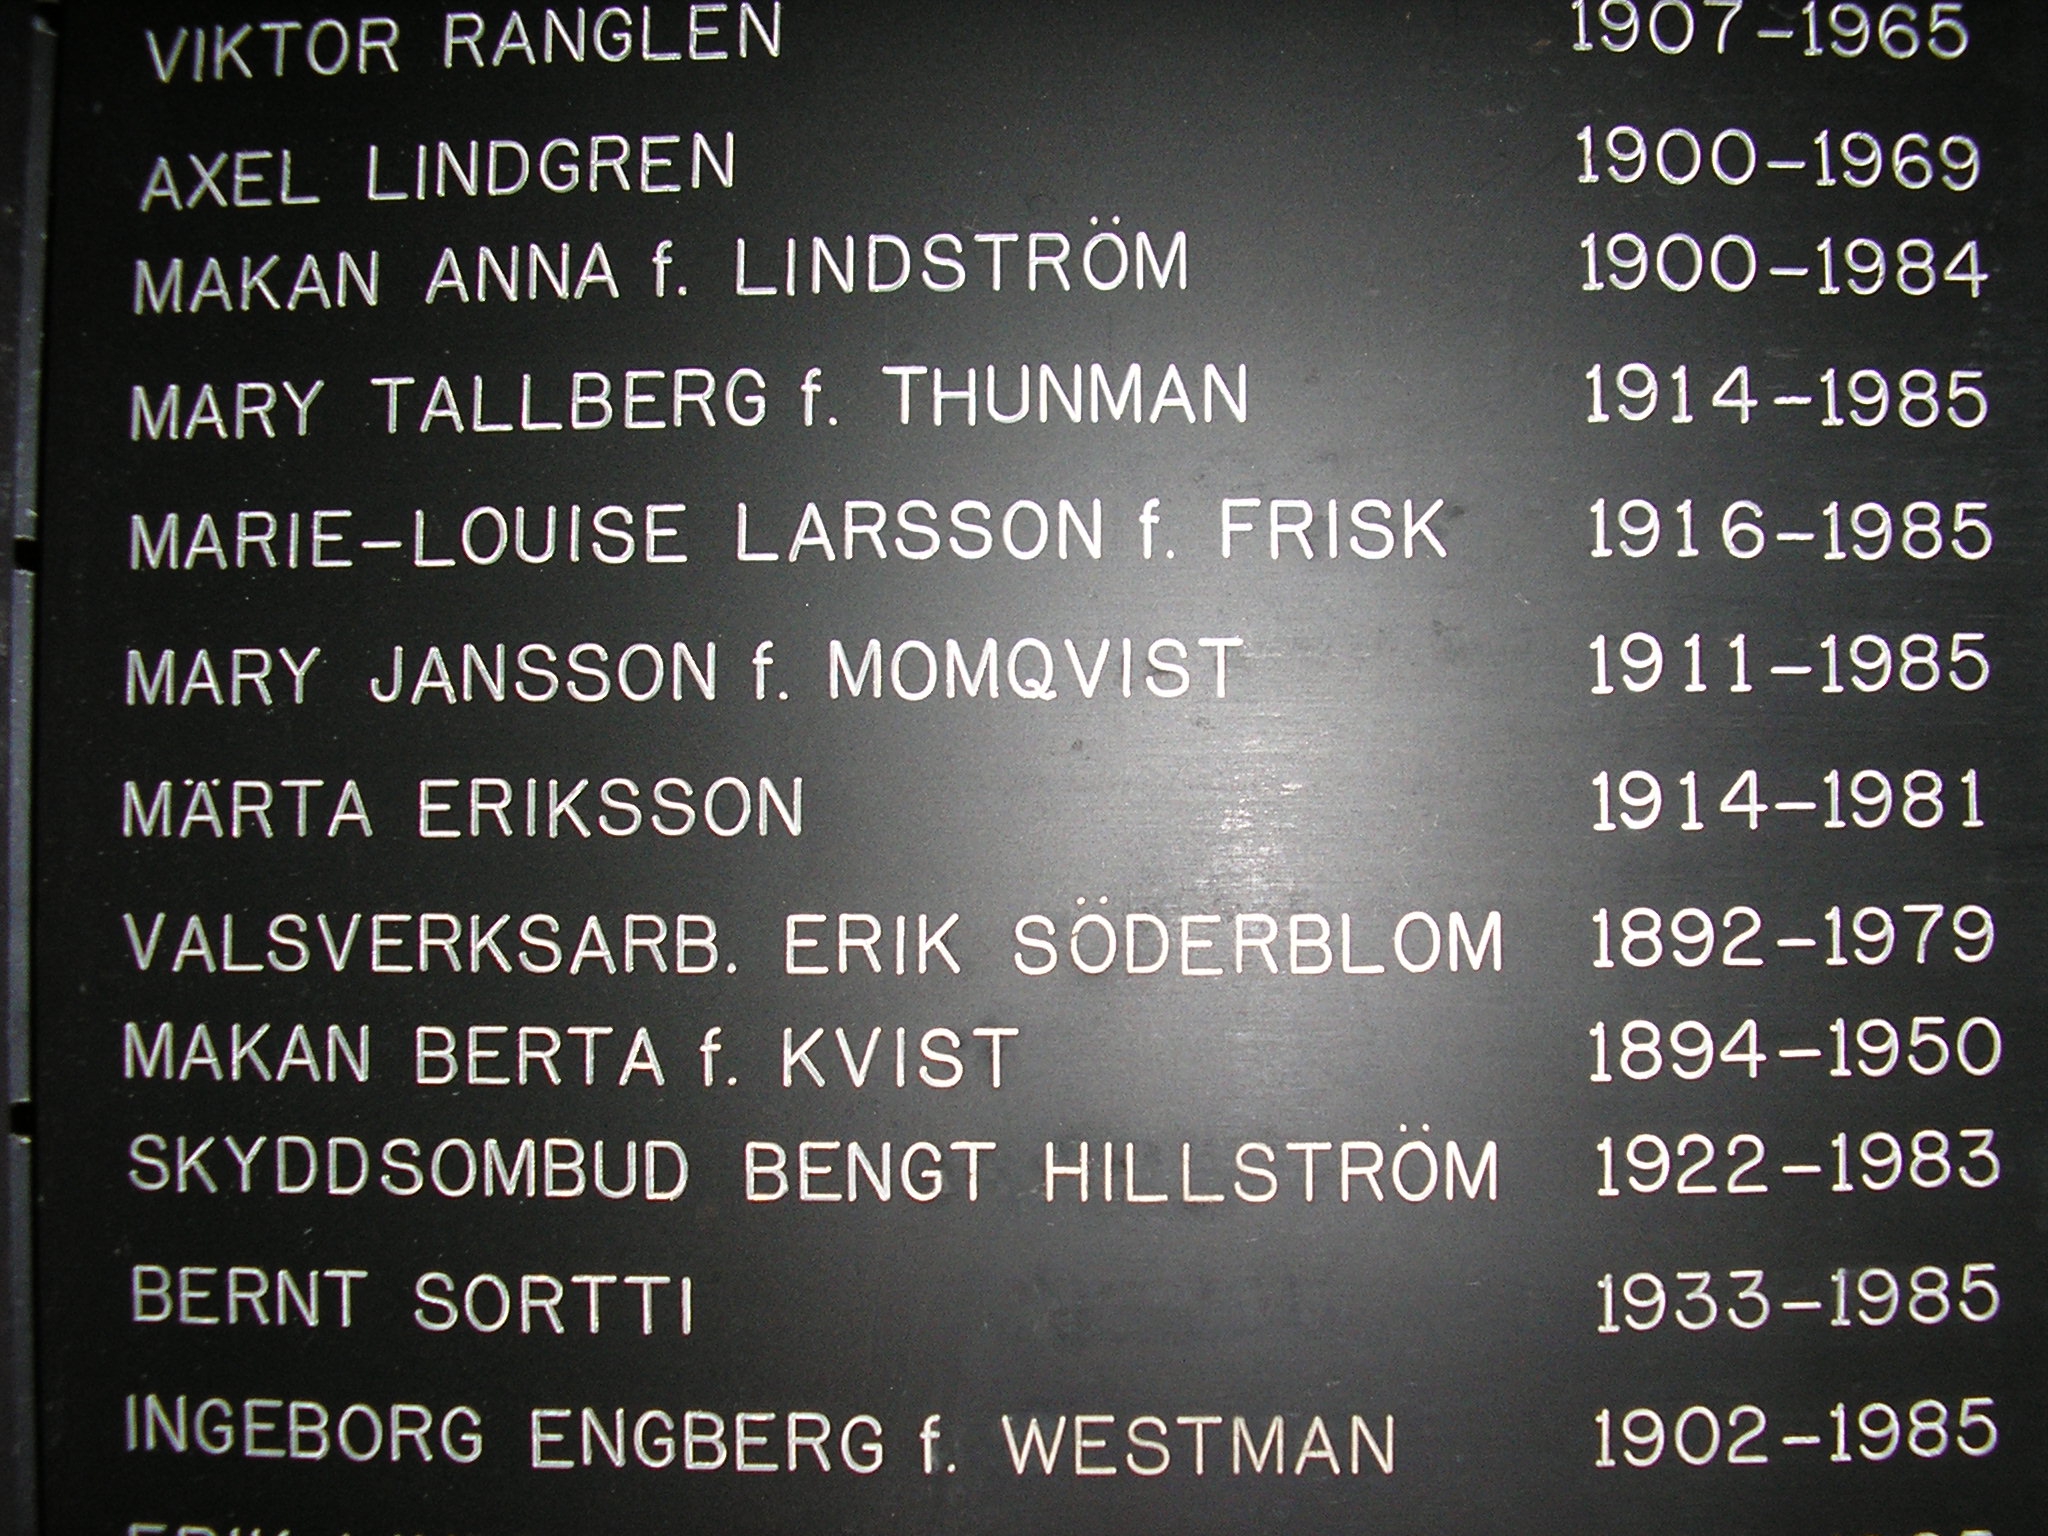 VIKTOR RANGLEN 1907-1965
AXEL LINDGREN 1900-1969
MAKAN ANNA f. LINDSTRÖM 1900-1984
MARY TALLBERG f. THUNMAN 1914-1985
MARIE-LOUISE LARSSON f. FRISK 1916-1985
MARY JANSSON f. MOMQVIST 1911-1985
MÄRTA ERIKSSON 1914-1981
VALSVERKSARB. ERIK SÖDERBLOM 1892-1979
MAKAN BERTA f. KVIST 1894-1950
SKYDDSOMBUD BENGT HILLSTRÖM 1922-1983
BERNT SORTTI 1933-1985
INGEBORG ENGBERG f. WESTMAN 1902-1985
ERIK